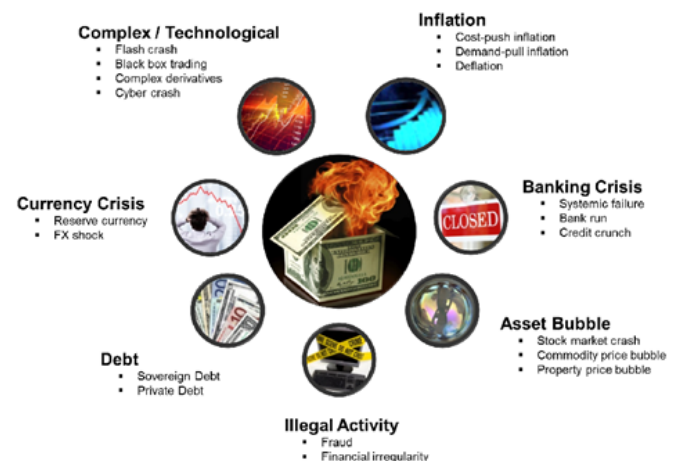 Complex / Technological
▪ Flash crash
▪ Black box trading
▪ Complex derivatives
▪ Cyber crash
Inflation
▪ Cost-push inflation
▪ Demand-pull inflation
▪ Deflation
Currency Crisis
▪ Reserve currency
▪ FX shock
Banking Crisis
▪ Systemic failure
▪ Bank run
▪ Credit crunch
CLOSED
100
10
Asset Bubble
▪ Stock market crash
▪ Commodity price bubble
▪ Property price bubble
Debt
▪ Sovereign Debt
▪ Private Debt
Illegal Activity
▪ Fraud
▪ Financial irregularity